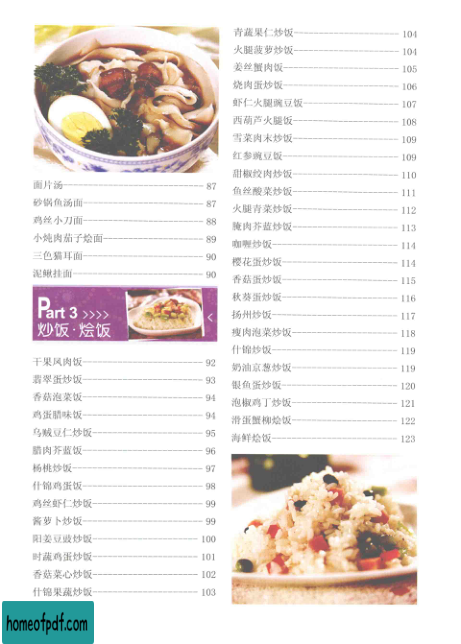 面片汤 87
砂锅鱼汤面 87
鸡丝小刀面 88
小炖肉茄子烩面 89
三色猫耳面 90
泥鳅挂面 90
Part 3 >>>>
炒饭·烩饭
干果凤肉饭 92
翡翠蛋炒饭 93
香菇泡菜饭 94
鸡蛋腊味饭 94
乌贼豆仁炒饭 95
腊肉芥蓝饭 96
杨桃炒饭 97
什锦鸡蛋饭 98
鸡丝虾仁炒饭 99
酱萝卜炒饭 99
阳姜豆豉炒饭 100
时蔬鸡蛋炒饭 101
香菇菜心炒饭 102
什锦果蔬炒饭 103
青蔬果仁炒饭 104
火腿菠萝炒饭 104
姜丝蟹肉饭 105
烧肉蛋炒饭 106
虾仁火腿豌豆饭 107
西葫芦火腿饭 108
雪菜肉末炒饭 109
红参豌豆饭 109
甜椒绞肉炒饭 110
鱼丝酸菜炒饭 111
火腿青菜炒饭 112
腌肉芥蓝炒饭 113
咖喱炒饭 114
樱花蛋炒饭 114
香菇蛋炒饭 115
秋葵蛋炒饭 116
扬州炒饭 117
瘦肉泡菜炒饭 118
什锦炒饭 119
奶油京葱炒饭 119
银鱼蛋炒饭 120
泡椒鸡丁炒饭 121
滑蛋蟹柳烩饭 122
海鲜烩饭 123
homeofpdf.com